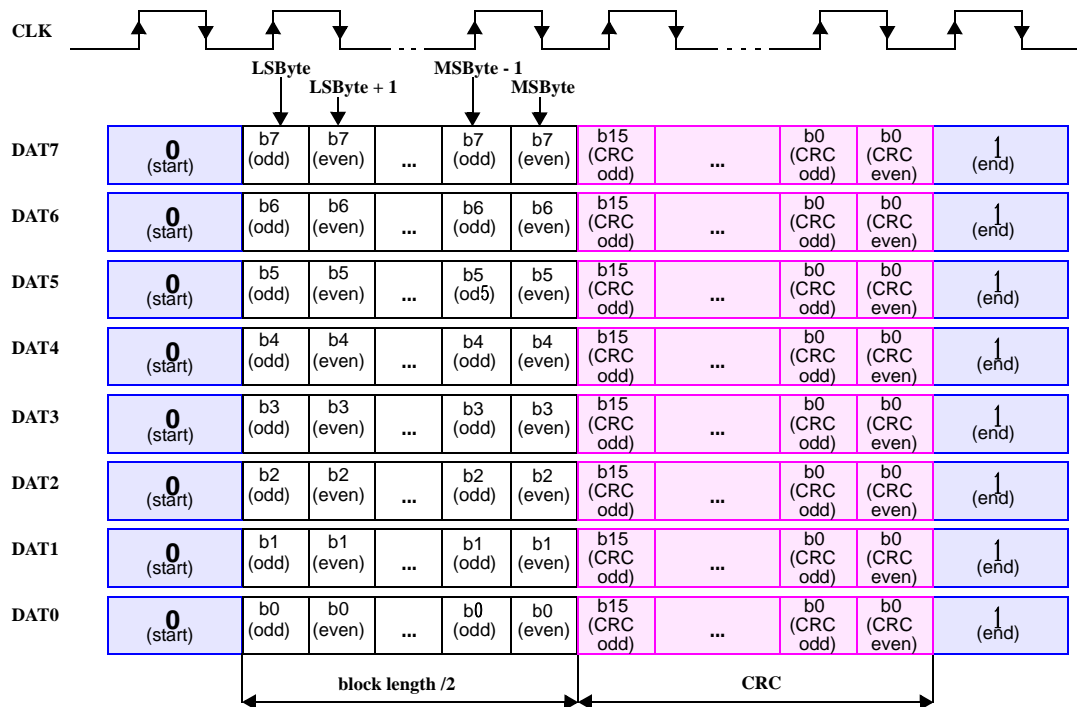 CLK
LSByte
LSByte + 1
MSByte - 1
MSByte
DAT7 0 (start) b7 (odd) b7 (even) ... b7 (odd) b7 (even) b15 (CRC odd) ... b0 (CRC odd) b0 (CRC even) 1 (end)
DAT6 0 (start) b6 (odd) b6 (even) ... b6 (odd) b6 (even) b15 (CRC odd) ... b0 (CRC odd) b0 (CRC even) 1 (end)
DAT5 0 (start) b5 (odd) b5 (even) ... b5 (od5) b5 (even) b15 (CRC odd) ... b0 (CRC odd) b0 (CRC even) 1 (end)
DAT4 0 (start) b4 (odd) b4 (even) ... b4 (odd) b4 (even) b15 (CRC odd) ... b0 (CRC odd) b0 (CRC even) 1 (end)
DAT3 0 (start) b3 (odd) b3 (even) ... b3 (odd) b3 (even) b15 (CRC odd) ... b0 (CRC odd) b0 (CRC even) 1 (end)
DAT2 0 (start) b2 (odd) b2 (even) ... b2 (odd) b2 (even) b15 (CRC odd) ... b0 (CRC odd) b0 (CRC even) 1 (end)
DAT1 0 (start) b1 (odd) b1 (even) ... b1 (odd) b1 (even) b15 (CRC odd) ... b0 (CRC odd) b0 (CRC even) 1 (end)
DAT0 0 (start) b0 (odd) b0 (even) ... b0 (odd) b0 (even) b15 (CRC odd) ... b0 (CRC odd) b0 (CRC even) 1 (end)
block length /2
CRC